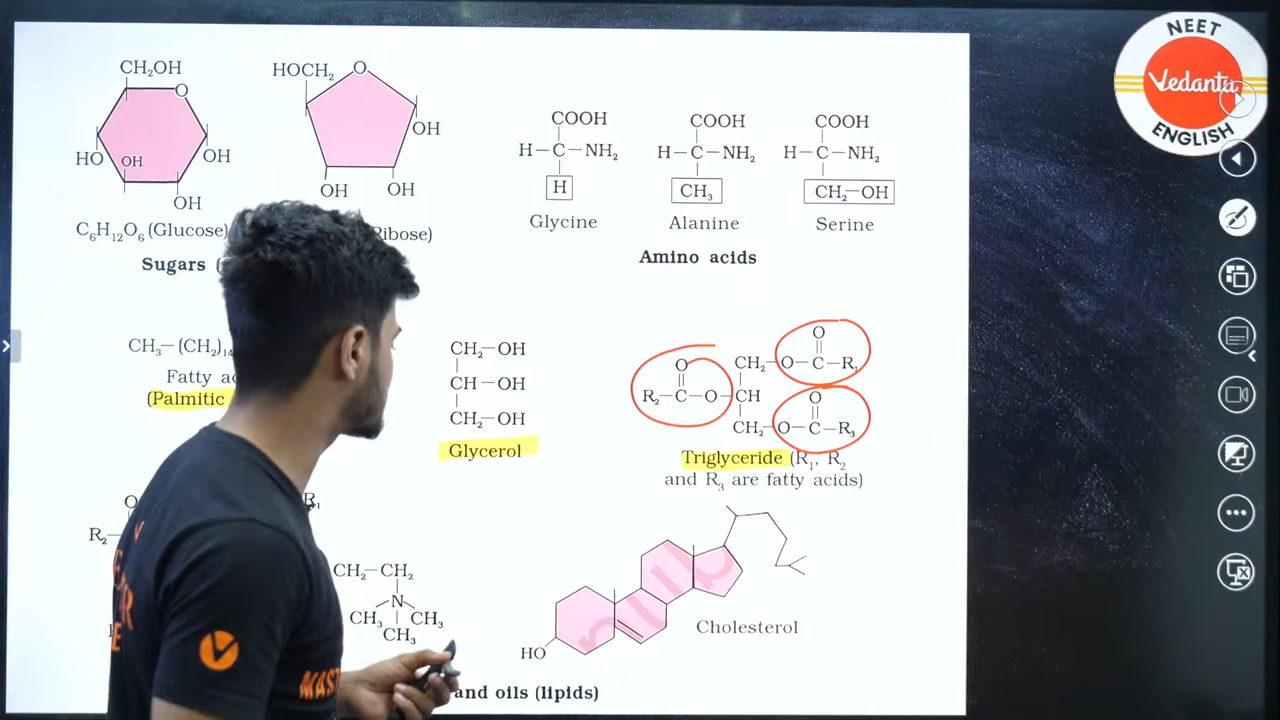 NEET
Vedantu
ENGLISH
CH₂OH
O
HO OH OH
OH
C₆H₁₂O₆ (Glucose)
HOCH₂ O
OH
OH OH
Ribose)
Sugars (
COOH
H–C–NH₂
H
Glycine
COOH
H–C–NH₂
CH₃
Alanine
COOH
H–C–NH₂
CH₂–OH
Serine
Amino acids
CH₃–(CH₂)₁₄
Fatty
(Palmitic
CH₂–OH
CH–OH
CH₂–OH
Glycerol
O
CH₂–O–C–R₁
O
R₂–C–O–CH
O
CH₂–O–C–R₃
Triglyceride (R₁, R₂
and R₃ are fatty acids)
O
R₂–
R₁
CH₂–CH₂
N
CH₃ CH₃
CH₃
HO
Cholesterol
and oils (lipids)